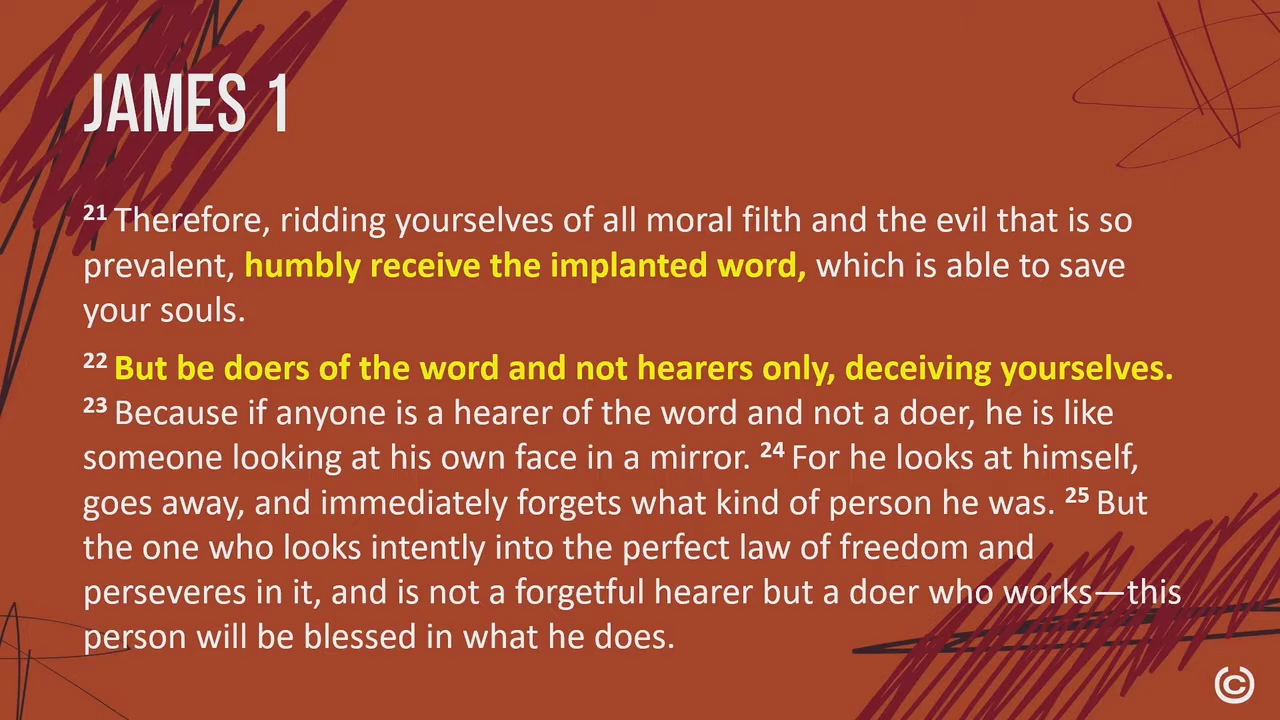 JAMES 1
21 Therefore, ridding yourselves of all moral filth and the evil that is so
prevalent, humbly receive the implanted word, which is able to save
your souls.
22 But be doers of the word and not hearers only, deceiving yourselves.
23 Because if anyone is a hearer of the word and not a doer, he is like
someone looking at his own face in a mirror. 24 For he looks at himself,
goes away, and immediately forgets what kind of person he was. 25 But
the one who looks intently into the perfect law of freedom and
perseveres in it, and is not a forgetful hearer but a doer who works—this
person will be blessed in what he does.